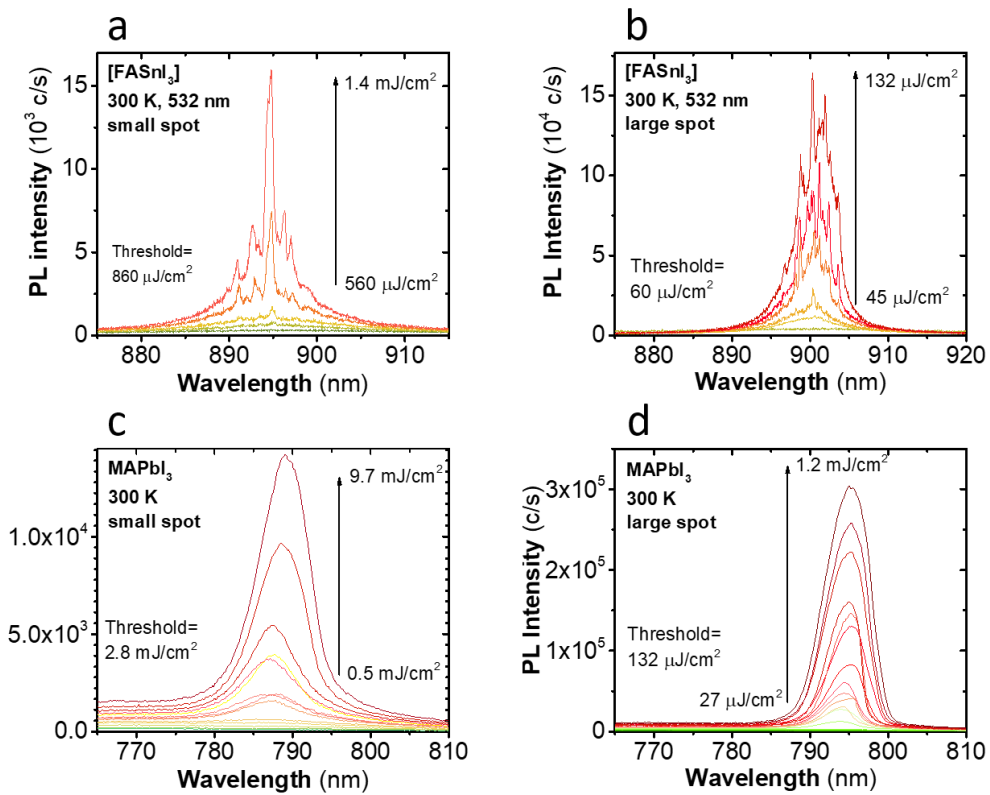 a
[FASnI₃]
300 K, 532 nm
small spot
1.4 mJ/cm²
Threshold=
860 µJ/cm²
560 µJ/cm²
PL intensity (10³ c/s)
15
10
5
0
880 890 900 910
Wavelength (nm)
b
[FASnI₃]
300 K, 532 nm
large spot
132 µJ/cm²
Threshold=
60 µJ/cm²
45 µJ/cm²
PL Intensity (10⁴ c/s)
15
10
5
0
880 890 900 910 920
Wavelength (nm)
c
MAPbI₃
300 K
small spot
9.7 mJ/cm²
Threshold=
2.8 mJ/cm²
0.5 mJ/cm²
1.0x10⁴
5.0x10³
0.0
770 780 790 800 810
Wavelength (nm)
d
MAPbI₃
300 K
large spot
1.2 mJ/cm²
Threshold=
132 µJ/cm²
27 µJ/cm²
PL Intensity (c/s)
3x10⁵
2x10⁵
1x10⁵
0
770 780 790 800 810
Wavelength (nm)